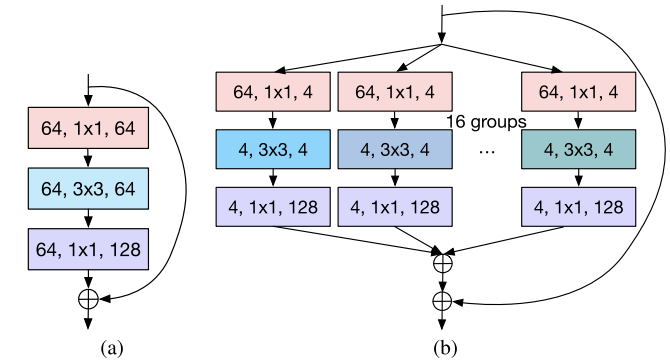 64, 1x1, 64
64, 3x3, 64
64, 1x1, 128
(a)
64, 1x1, 4
64, 1x1, 4
64, 1x1, 4
16 groups
4, 3x3, 4
4, 3x3, 4
...
4, 3x3, 4
4, 1x1, 128
4, 1x1, 128
4, 1x1, 128
(b)